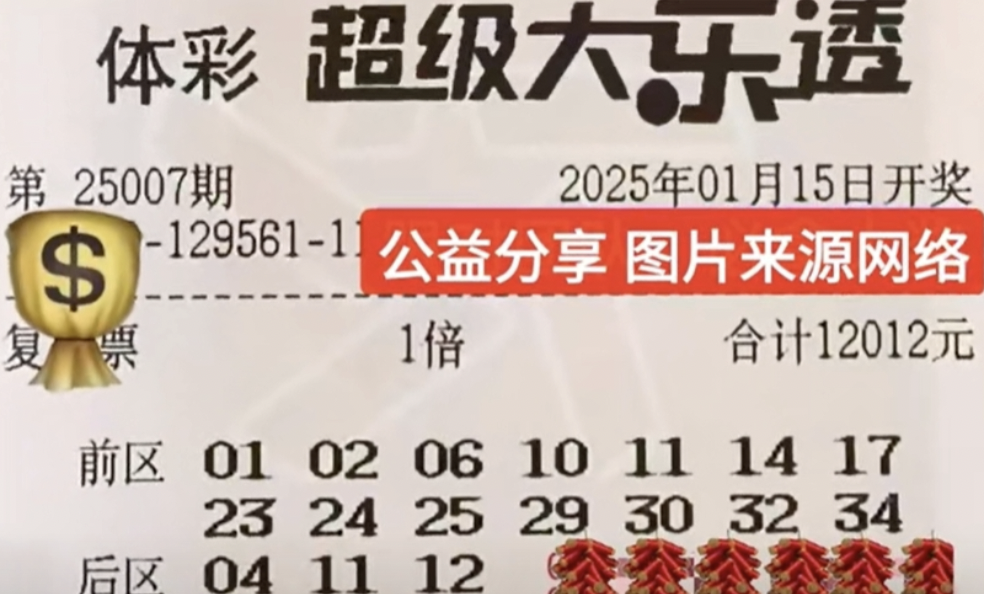 体彩 超级大乐透
第 25007期 2025年01月15日开奖
-129561-11
公益分享 图片来源网络
复 票 1倍 合计12012元
前区 01 02 06 10 11 14 17
23 24 25 29 30 32 34
后区 04 11 12